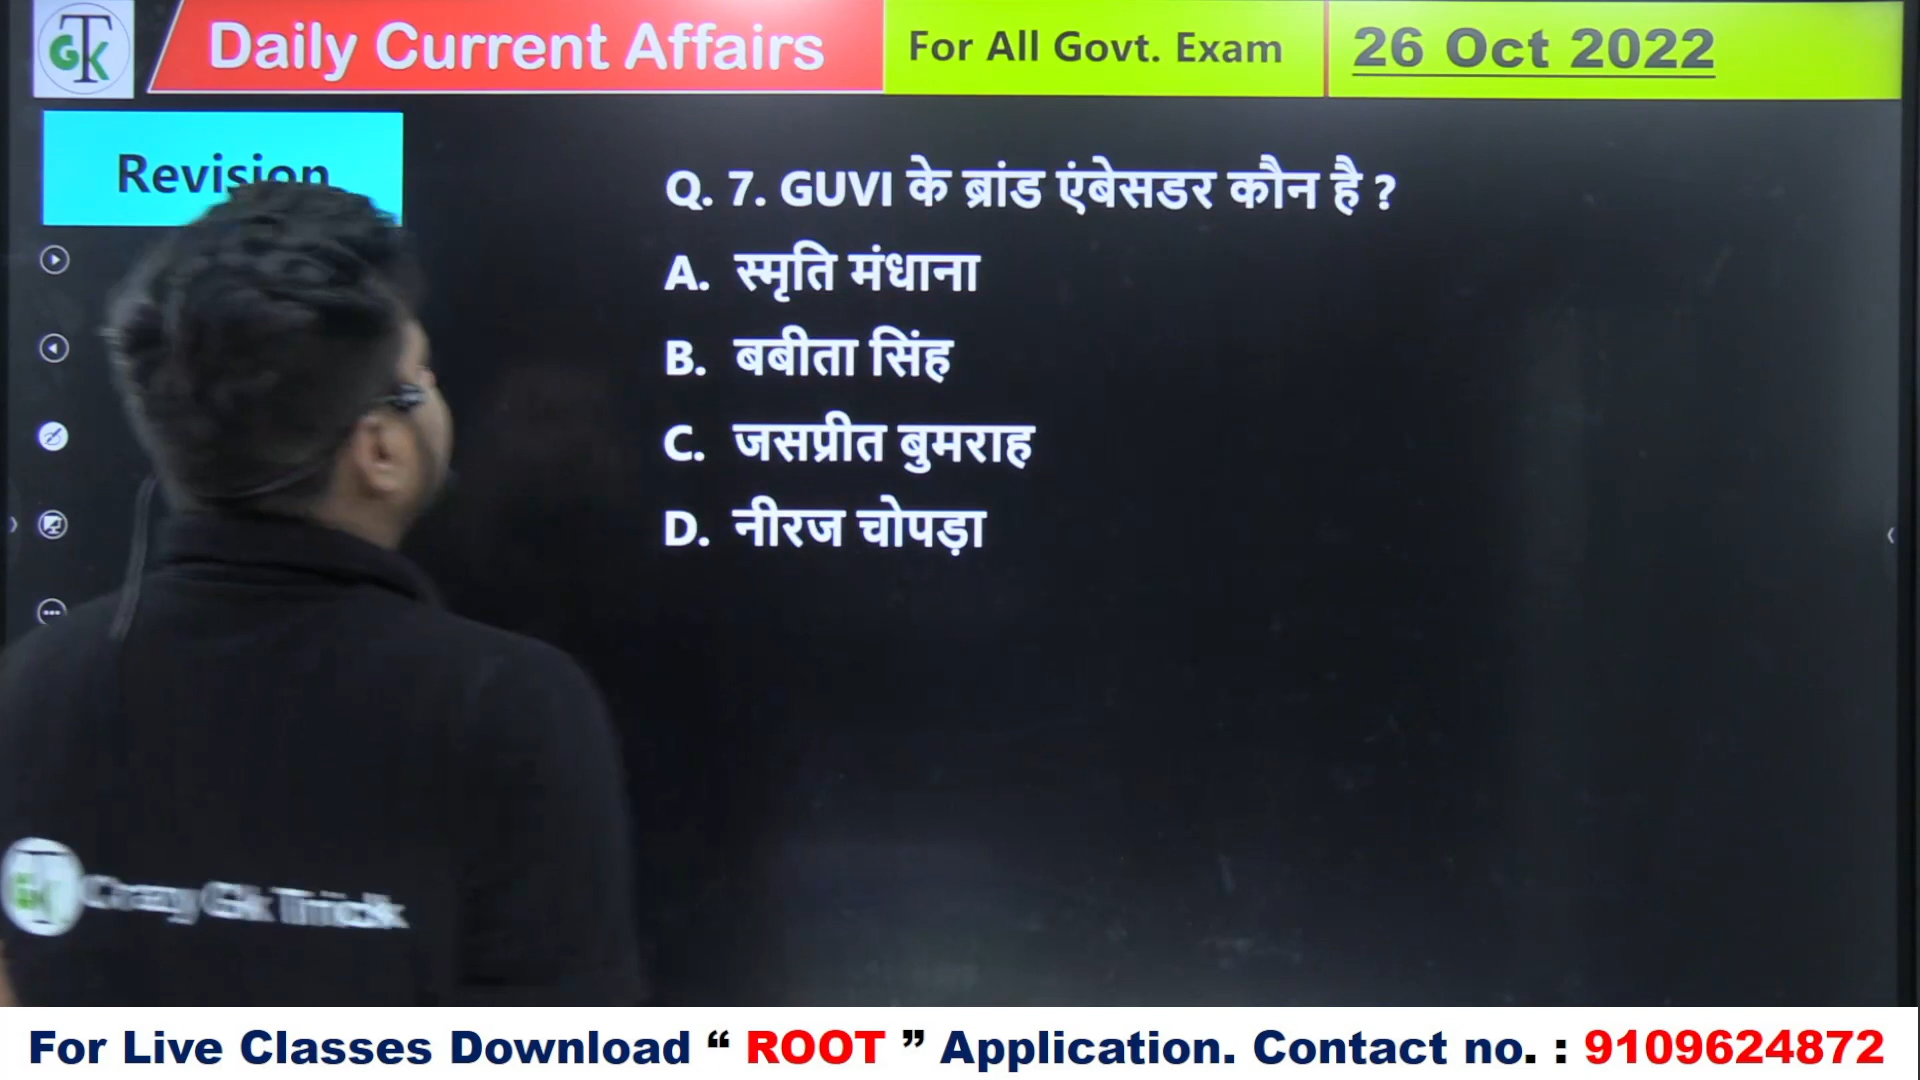 GTK
Daily Current Affairs
For All Govt. Exam
26 Oct 2022
Revision
Q. 7. GUVI के ब्रांड एंबेसडर कौन है ?
A. स्मृति मंधाना
B. बबीता सिंह
C. जसप्रीत बुमराह
D. नीरज चोपड़ा
Crazy Gk Trick
For Live Classes Download “ ROOT ” Application. Contact no. : 9109624872